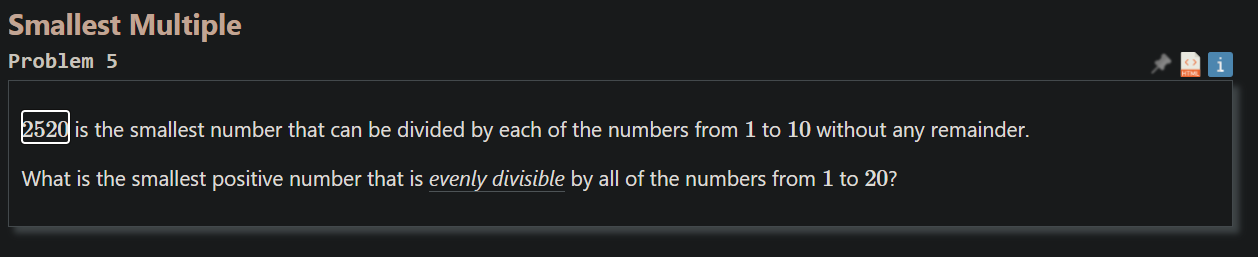 Smallest Multiple
Problem 5
HTML
i
2520 is the smallest number that can be divided by each of the numbers from 1 to 10 without any remainder.
What is the smallest positive number that is evenly divisible by all of the numbers from 1 to 20?